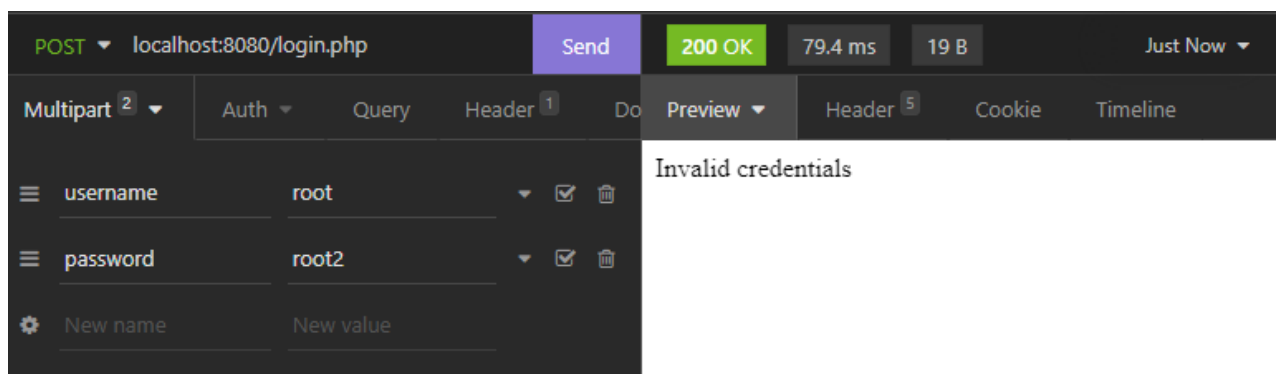 POST localhost:8080/login.php Send 200 OK 79.4 ms 19 B Just Now
Multipart 2 Auth Query Header 1 Do Preview Header 5 Cookie Timeline
Invalid credentials
username root
password root2
New name New value